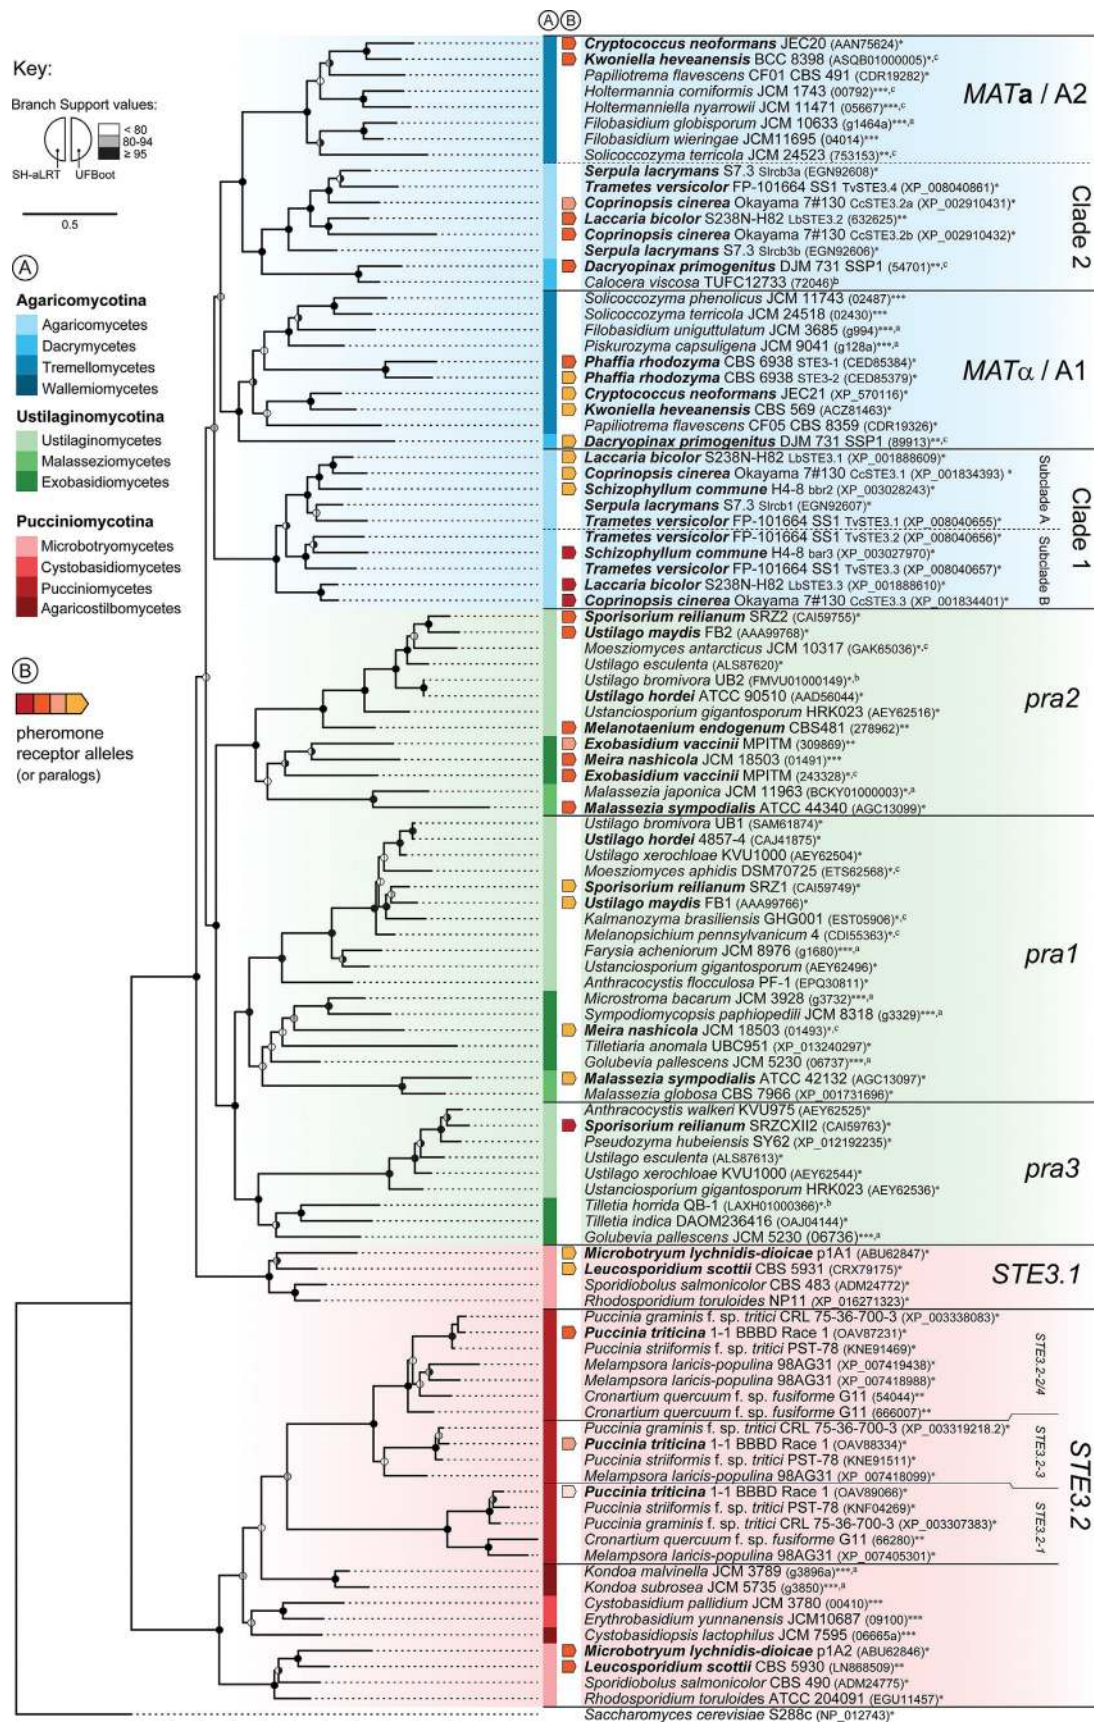 Ⓐ Ⓑ
Key:
Branch Support values:
< 80
80-94
≥ 95
SH-aLRT UFBoot
0.5
Ⓐ
Agaricomycotina
Agaricomycetes
Dacrymycetes
Tremellomycetes
Wallemiomycetes
Ustilaginomycotina
Ustilaginomycetes
Malasseziomycetes
Exobasidiomycetes
Pucciniomycotina
Microbotryomycetes
Cystobasidiomycetes
Pucciniomycetes
Agaricostilbomycetes
Ⓑ
pheromone
receptor alleles
(or paralogs)
Cryptococcus neoformans JEC20 (AAN75624)*
Kwoniella heveanensis BCC 8398 (ASQB01000005)*,c
Papiliotrema flavescens CF01 CBS 491 (CDR19282)*
Holtermannia corniformis JCM 1743 (00792)***,c
Holtermanniella nyarrowii JCM 11471 (05667)***,c
Filobasidium globisporum JCM 10633 (g1464a)***,a
Filobasidium wieringae JCM11695 (04014)***
Solicoccozyma terricola JCM 24523 (753153)**,c
MATa / A2
Serpula lacrymans S7.3 Slrcb3a (EGN92608)*
Trametes versicolor FP-101664 SS1 TvSTE3.4 (XP_008040861)*
Coprinopsis cinerea Okayama 7#130 CcSTE3.2a (XP_002910431)*
Laccaria bicolor S238N-H82 LbSTE3.2 (632625)**
Coprinopsis cinerea Okayama 7#130 CcSTE3.2b (XP_002910432)*
Serpula lacrymans S7.3 Slrcb3b (EGN92606)*
Dacryopinax primogenitus DJM 731 SSP1 (54701)**,c
Calocera viscosa TUFC12733 (72046)b
Clade 2
Solicoccozyma phenolicus JCM 11743 (02487)***
Solicoccozyma terricola JCM 24518 (02430)***
Filobasidium uniguttulatum JCM 3685 (g994)***,a
Piskurozyma capsuligena JCM 9041 (g128a)***,a
Phaffia rhodozyma CBS 6938 STE3-1 (CED85384)*
Phaffia rhodozyma CBS 6938 STE3-2 (CED85379)*
Cryptococcus neoformans JEC21 (XP_570116)*
Kwoniella heveanensis CBS 569 (ACZ81463)*
Papiliotrema flavescens CF05 CBS 8359 (CDR19326)*
Dacryopinax primogenitus DJM 731 SSP1 (89913)**,c
MATα / A1
Laccaria bicolor S238N-H82 LbSTE3.1 (XP_001888609)*
Coprinopsis cinerea Okayama 7#130 CcSTE3.1 (XP_001834393) *
Schizophyllum commune H4-8 bbr2 (XP_003028243)*
Serpula lacrymans S7.3 Slrcb1 (EGN92607)*
Trametes versicolor FP-101664 SS1 TvSTE3.1 (XP_008040655)*
Subclade A
Trametes versicolor FP-101664 SS1 TvSTE3.2 (XP_008040656)*
Schizophyllum commune H4-8 bar3 (XP_003027970)*
Trametes versicolor FP-101664 SS1 TvSTE3.3 (XP_008040657)*
Laccaria bicolor S238N-H82 LbSTE3.3 (XP_001888610)*
Coprinopsis cinerea Okayama 7#130 CcSTE3.3 (XP_001834401) *
Subclade B
Clade 1
Sporisorium reilianum SRZ2 (CAI59755)*
Ustilago maydis FB2 (AAA99768)*
Moesziomyces antarcticus JCM 10317 (GAK65036)*,c
Ustilago esculenta (ALS87620)*
Ustilago bromivora UB2 (FMVU01000149)*,b
Ustilago hordei ATCC 90510 (AAD56044)*
Ustanciosporium gigantosporum HRK023 (AEY62516)*
Melanotaenium endogenum CBS481 (278962)**
Exobasidium vaccinii MPITM (309869)**
Meira nashicola JCM 18503 (01491)***
Exobasidium vaccinii MPITM (243328)*,c
Malassezia japonica JCM 11963 (BCKY01000003)*,a
Malassezia sympodialis ATCC 44340 (AGC13099)*
pra2
Ustilago bromivora UB1 (SAM61874)*
Ustilago hordei 4857-4 (CAJ41875)*
Ustilago xerochloae KVU1000 (AEY62504)*
Moesziomyces aphidis DSM70725 (ETS62568)*,c
Sporisorium reilianum SRZ1 (CAI59749)*
Ustilago maydis FB1 (AAA99766)*
Kalmanozyma brasiliensis GHG001 (EST05906)*,c
Melanopsichium pennsylvanicum 4 (CDI55363)*,c
Farysia acheniorum JCM 8976 (g1680)***,a
Ustanciosporium gigantosporum (AEY62496)*
Anthracocystis flocculosa PF-1 (EPQ30811)*
Microstroma bacarum JCM 3928 (g3732)***,a
Sympodiomycopsis paphiopedili JCM 8318 (g3329)***,a
Meira nashicola JCM 18503 (01493)*,c
Tilletiaria anomala UBC951 (XP_013240297)*
Golubevia pallescens JCM 5230 (06737)***,a
Malassezia sympodialis ATCC 42132 (AGC13097)*
Malassezia globosa CBS 7966 (XP_001731696)*
pra1
Anthracocystis walkeri KVU975 (AEY62525)*
Sporisorium reilianum SRZCXII2 (CAI59763)*
Pseudozyma hubeiensis SY62 (XP_012192235)*
Ustilago esculenta (ALS87613)*
Ustilago xerochloae KVU1000 (AEY62544)*
Ustanciosporium gigantosporum HRK023 (AEY62536)*
Tilletia horrida QB-1 (LAXH01000366)*,b
Tilletia indica DAOM236416 (OAJ04144)*
Golubevia pallescens JCM 5230 (06736)***,a
pra3
Microbotryum lychnidis-dioicae p1A1 (ABU62847)*
Leucosporidium scottii CBS 5931 (CRX79175)*
Sporidiobolus salmonicolor CBS 483 (ADM24772)*
Rhodosporidium toruloides NP11 (XP_016271323)*
STE3.1
Puccinia graminis f. sp. tritici CRL 75-36-700-3 (XP_003338083)*
Puccinia triticina 1-1 BBBD Race 1 (OAV87231)*
Puccinia striiformis f. sp. tritici PST-78 (KNE91469)*
Melampsora laricis-populina 98AG31 (XP_007419438)*
Melampsora laricis-populina 98AG31 (XP_007418988)*
Cronartium quercuum f. sp. fusiforme G11 (54044)**
Cronartium quercuum f. sp. fusiforme G11 (666007)**
STE3.2-2/4
Puccinia graminis f. sp. tritici CRL 75-36-700-3 (XP_003319218.2)*
Puccinia triticina 1-1 BBBD Race 1 (OAV88334)*
Puccinia striiformis f. sp. tritici PST-78 (KNE91511)*
Melampsora laricis-populina 98AG31 (XP_007418099)*
STE3.2-3
Puccinia triticina 1-1 BBBD Race 1 (OAV89066)*
Puccinia striiformis f. sp. tritici PST-78 (KNF04269)*
Puccinia graminis f. sp. tritici CRL 75-36-700-3 (XP_003307383)*
Cronartium quercuum f. sp. fusiforme G11 (66280)**
Melampsora laricis-populina 98AG31 (XP_007405301)*
STE3.2-1
Kondoa malvinella JCM 3789 (g3896a)***,a
Kondoa subrosea JCM 5735 (g3850)***,a
Cystobasidium pallidium JCM 3780 (00410)***
Erythrobasidium yunnanensis JCM10687 (09100)***
Cystobasidiopsis lactophilus JCM 7595 (06665a)***
Microbotryum lychnidis-dioicae p1A2 (ABU62846)*
Leucosporidium scottii CBS 5930 (LN868509)**
Sporidiobolus salmonicolor CBS 490 (ADM24775)*
Rhodosporidium toruloides ATCC 204091 (EGU11457)*
STE3.2
Saccharomyces cerevisiae S288c (NP_012743)*